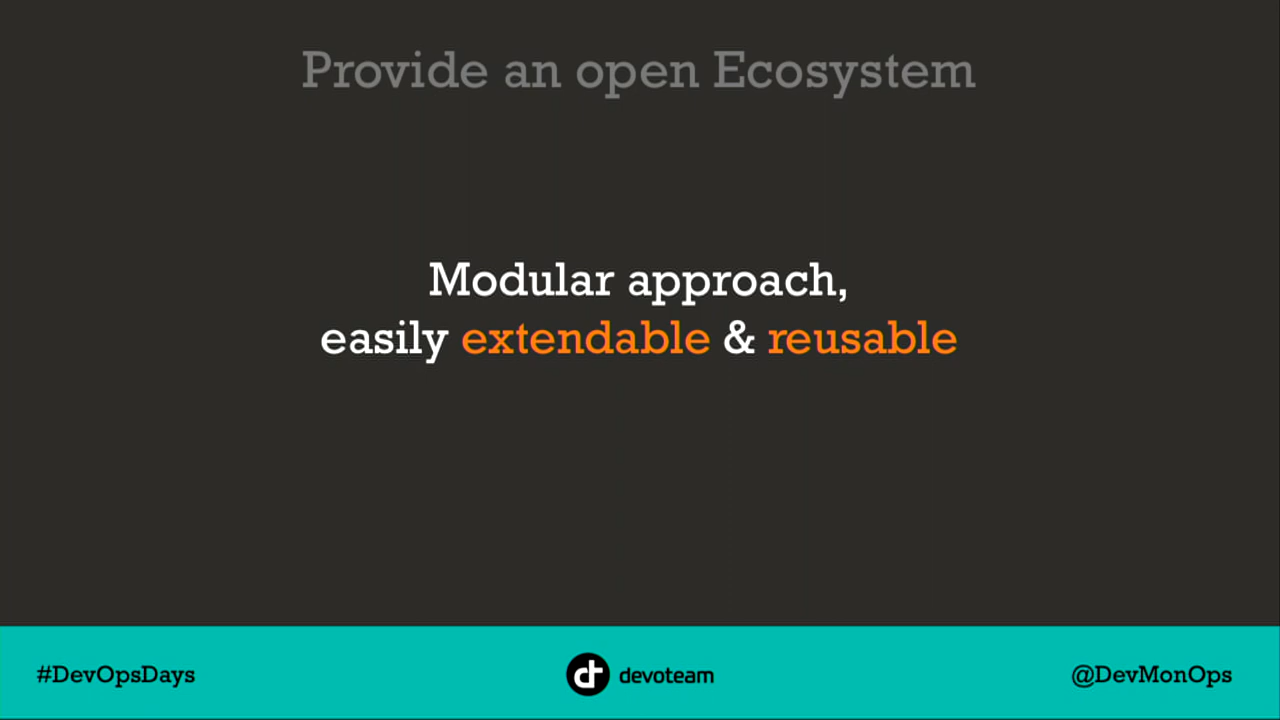 Provide an open Ecosystem
Modular approach,
easily extendable & reusable
#DevOpsDays
devoteam
@DevMonOps